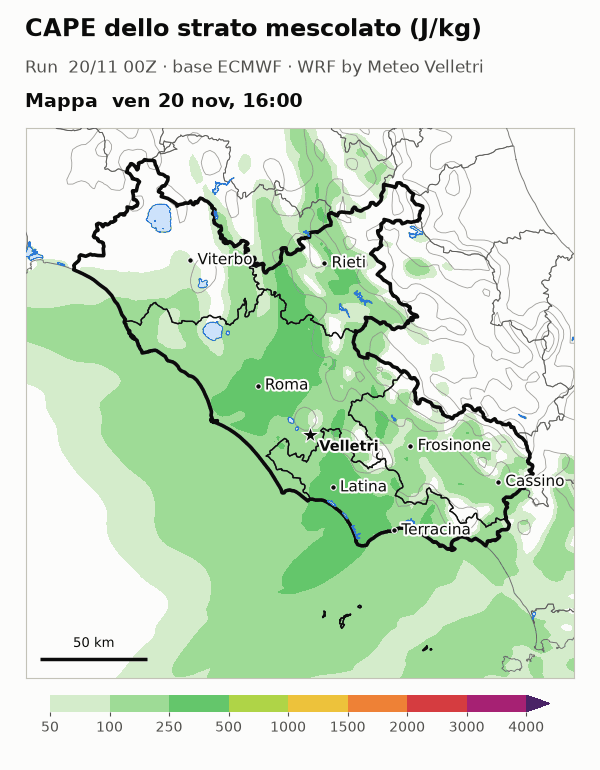 CAPE dello strato mescolato (J/kg)
Run  20/11 00Z · base ECMWF · WRF by Meteo Velletri
Mappa  ven 20 nov, 16:00
Viterbo
Rieti
Roma
Velletri
Frosinone
Cassino
Latina
Terracina
50 km
50 100 250 500 1000 1500 2000 3000 4000